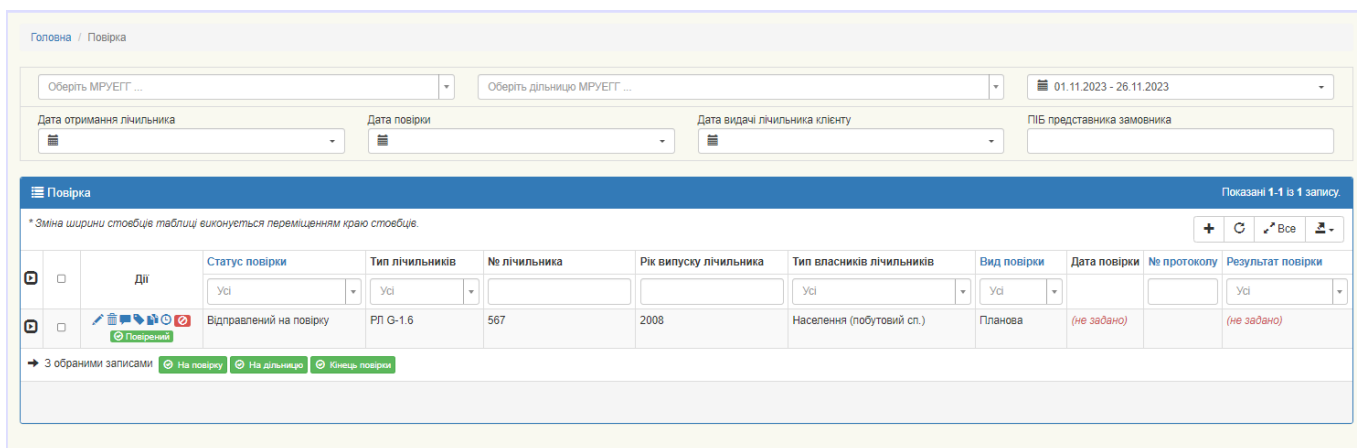 Головна / Повірка
Оберіть МРУЕГГ ...
Оберіть дільницю МРУЕГГ ...
01.11.2023 - 26.11.2023
Дата отримання лічильника
Дата повірки
Дата видачі лічильника клієнту
ПІБ представника замовника
Повірка
Показані 1-1 із 1 запису.
* Зміна ширини стовбців таблиці виконується переміщенням краю стовбців.
Все
Дії
Статус повірки
Тип лічильників
№ лічильника
Рік випуску лічильника
Тип власників лічильників
Вид повірки
Дата повірки
№ протоколу
Результат повірки
Усі
Усі
Усі
Усі
Усі
Повірений
Відправлений на повірку
РЛ G-1.6
567
2008
Населення (побутовий сп.)
Планова
(не задано)
(не задано)
З обраними записами
На повірку
На дільницю
Кінець повірки